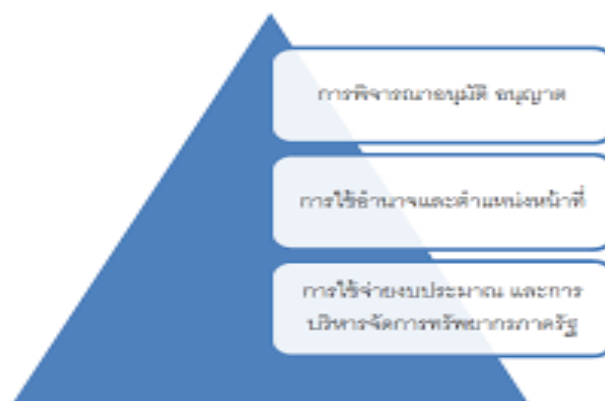 การพิจารณาอนุมัติ อนุญาต
การใช้อำนาจและตำแหน่งหน้าที่
การใช้จ่ายงบประมาณ และการ
บริหารจัดการทรัพยากรภาครัฐ